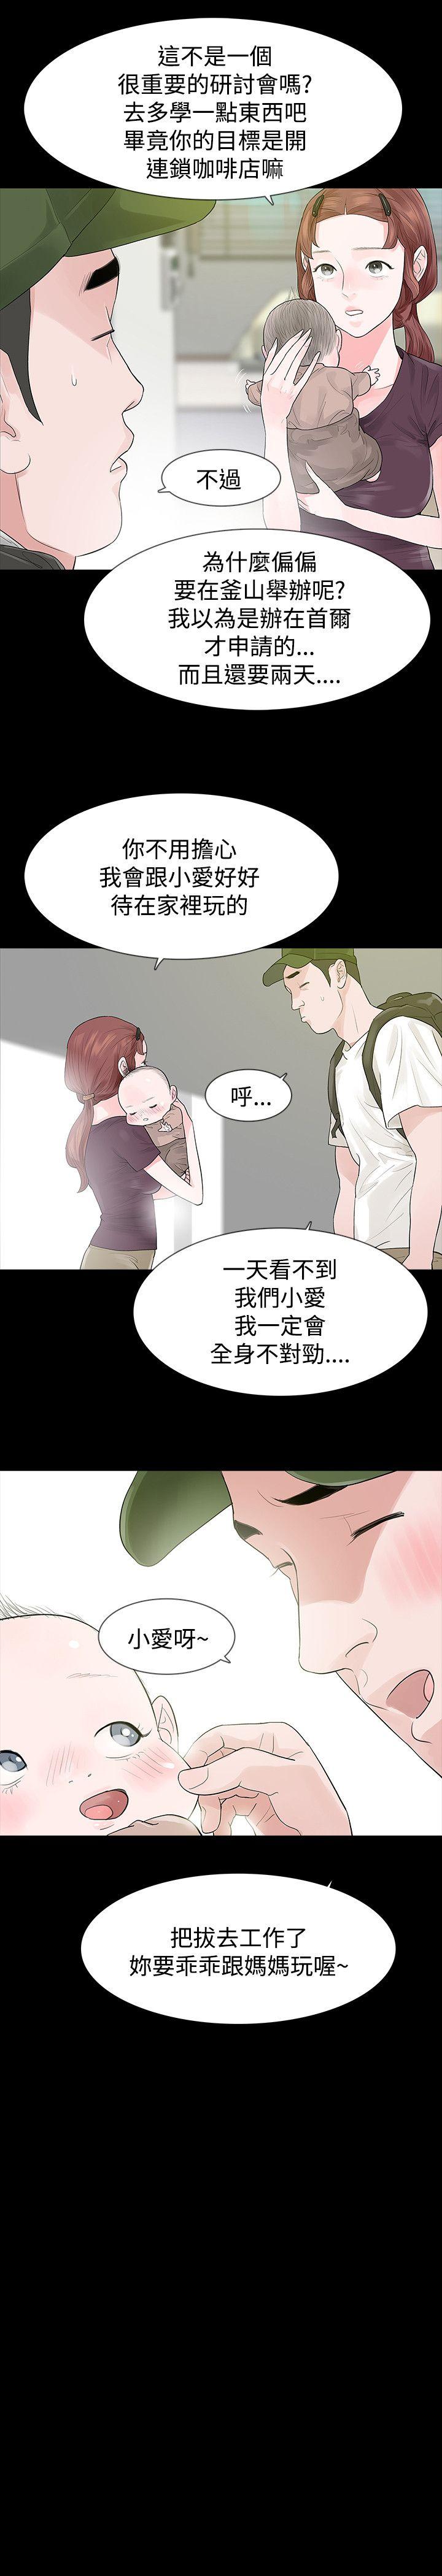 這不是一個
很重要的研討會嗎?
去多學一點東西吧
畢竟你的目標是開
連鎖咖啡店嘛
不過
為什麼偏偏
要在釜山舉辦呢?
我以為是辦在首爾
才申請的...
而且還要兩天....
你不用擔心
我會跟小愛好好
待在家裡玩的
呼...
一天看不到
我們小愛
我一定會
全身不對勁....
小愛呀~
把拔去工作了
妳要乖乖跟媽媽玩喔~